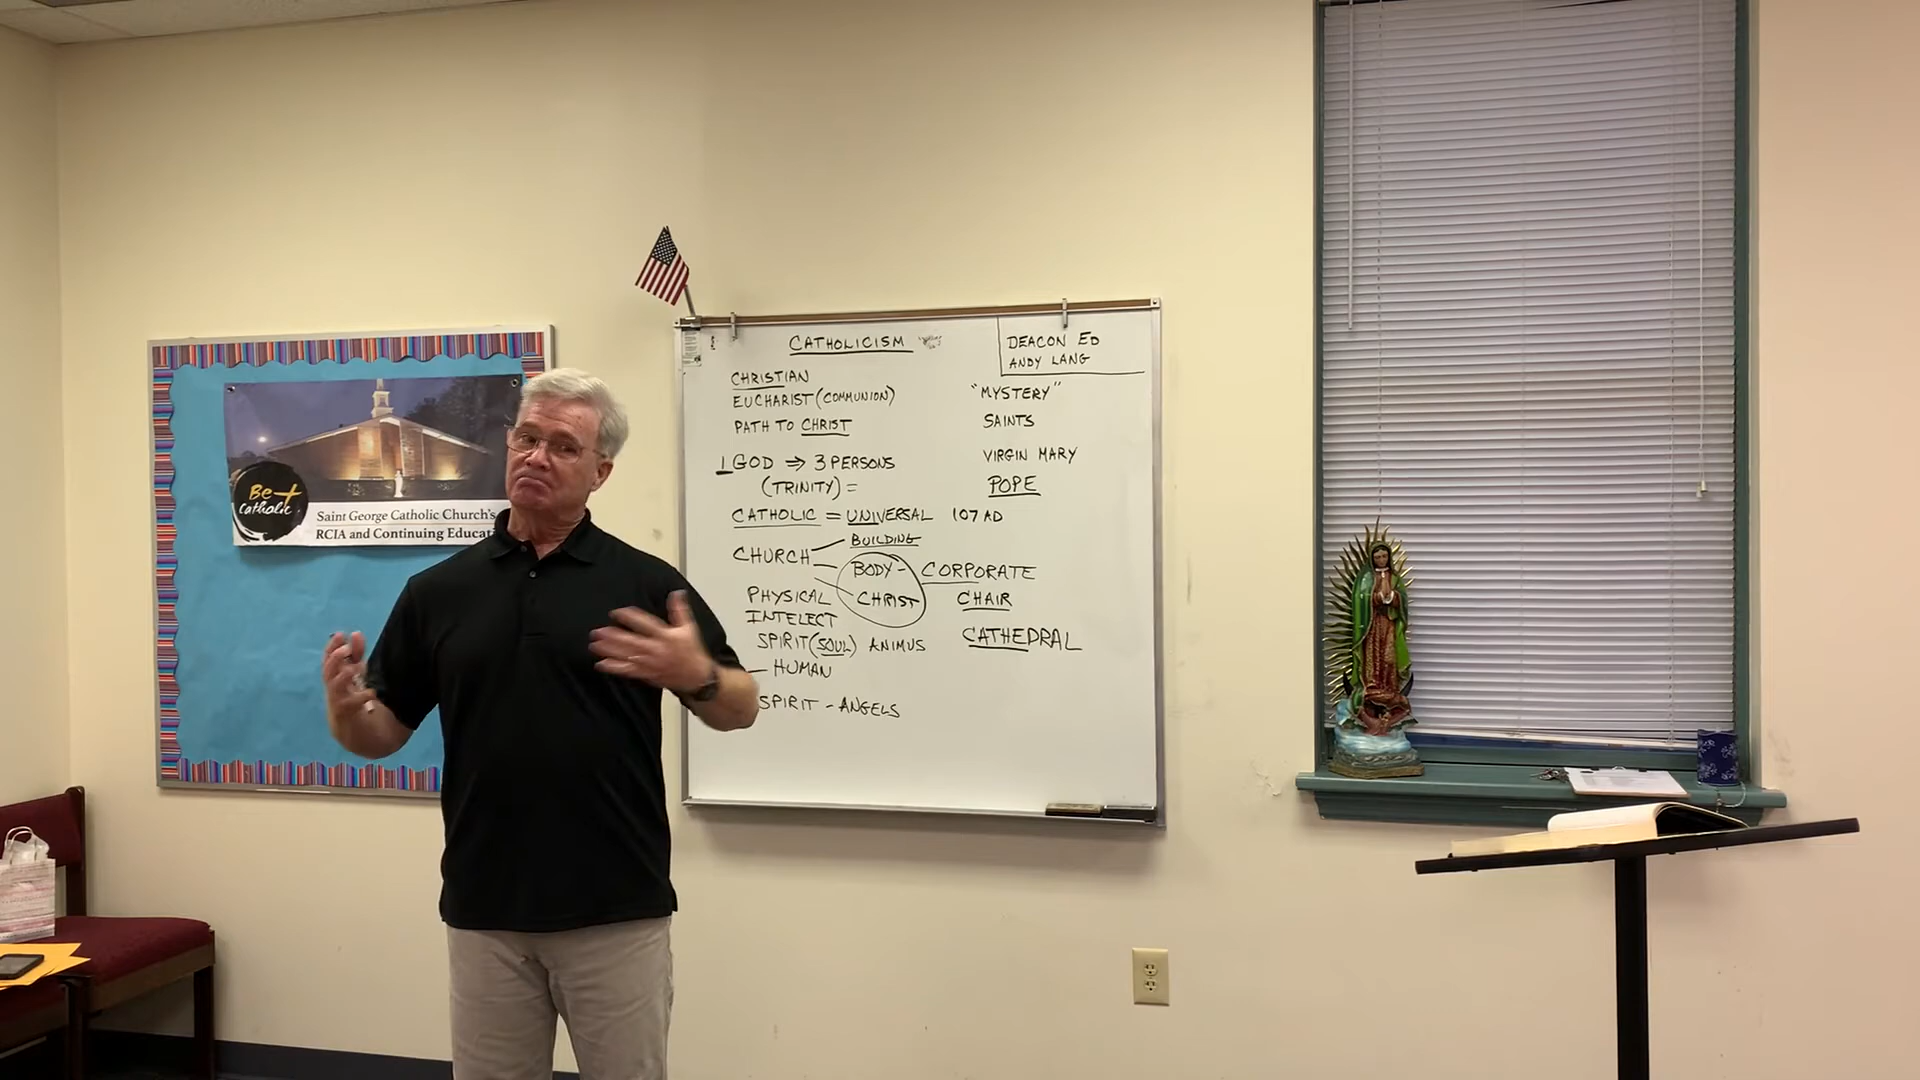 CATHOLICISM
DEACON ED
ANDY LANG
CHRISTIAN
EUCHARIST (COMMUNION)
PATH TO CHRIST
1 GOD ⇒ 3 PERSONS
(TRINITY) =
CATHOLIC = UNIVERSAL 107 AD
CHURCH
BUILDING
BODY - CORPORATE
CHRIST
PHYSICAL
INTELECT
SPIRIT (SOUL) ANIMUS
HUMAN
SPIRIT - ANGELS
"MYSTERY"
SAINTS
VIRGIN MARY
POPE
CHAIR
CATHEDRAL
Be
Catholic.
Saint George Catholic Church's
RCIA and Continuing